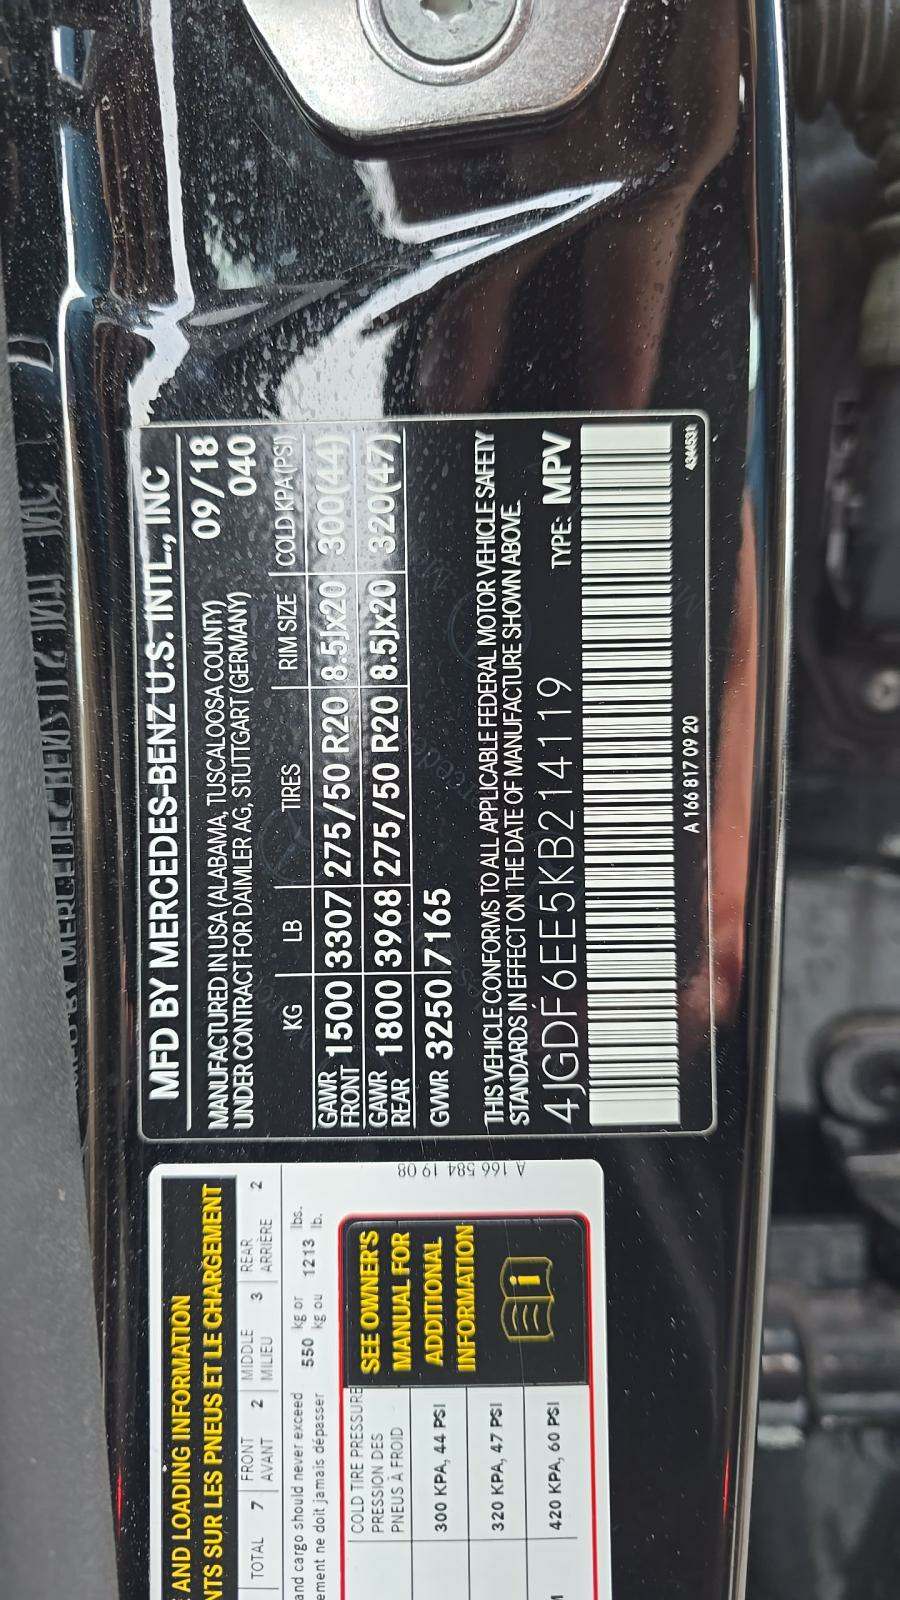 MFD BY MERCEDES-BENZ U.S. INTL., INC
MANUFACTURED IN USA (ALABAMA, TUSCALOOSA COUNTY) 09/18
UNDER CONTRACT FOR DAIMLER AG, STUTTGART (GERMANY) 040
KG LB TIRES RIM SIZE COLD KPA(PSI)
GAWR FRONT 1500 3307 275/50 R20 8.5Jx20 300(44)
GAWR REAR 1800 3968 275/50 R20 8.5Jx20 320(47)
GVWR 3250 7165
THIS VEHICLE CONFORMS TO ALL APPLICABLE FEDERAL MOTOR VEHICLE SAFETY
STANDARDS IN EFFECT ON THE DATE OF MANUFACTURE SHOWN ABOVE.
4JGDF6EE5KB214119 TYPE: MPV
A 166 817 09 20
4344531
AND LOADING INFORMATION
SUR LES PNEUS ET LE CHARGEMENT
TOTAL 7 FRONT 2 MIDDLE 3 REAR 2
AVANT MILIEU ARRIÈRE
and cargo should never exceed 550 kg or 1213 lbs.
ne doit jamais dépasser kg ou lb.
COLD TIRE PRESSURE
PRESSION DES
PNEUS À FROID
300 KPA, 44 PSI
320 KPA, 47 PSI
420 KPA, 60 PSI
SEE OWNER'S
MANUAL FOR
ADDITIONAL
INFORMATION
A 166 584 19 08